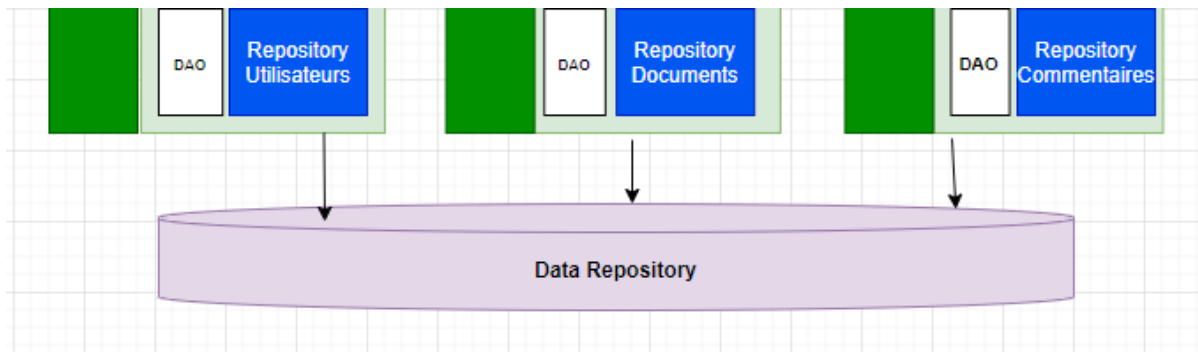 DAO
Repository
Utilisateurs
DAO
Repository
Documents
DAO
Repository
Commentaires
Data Repository